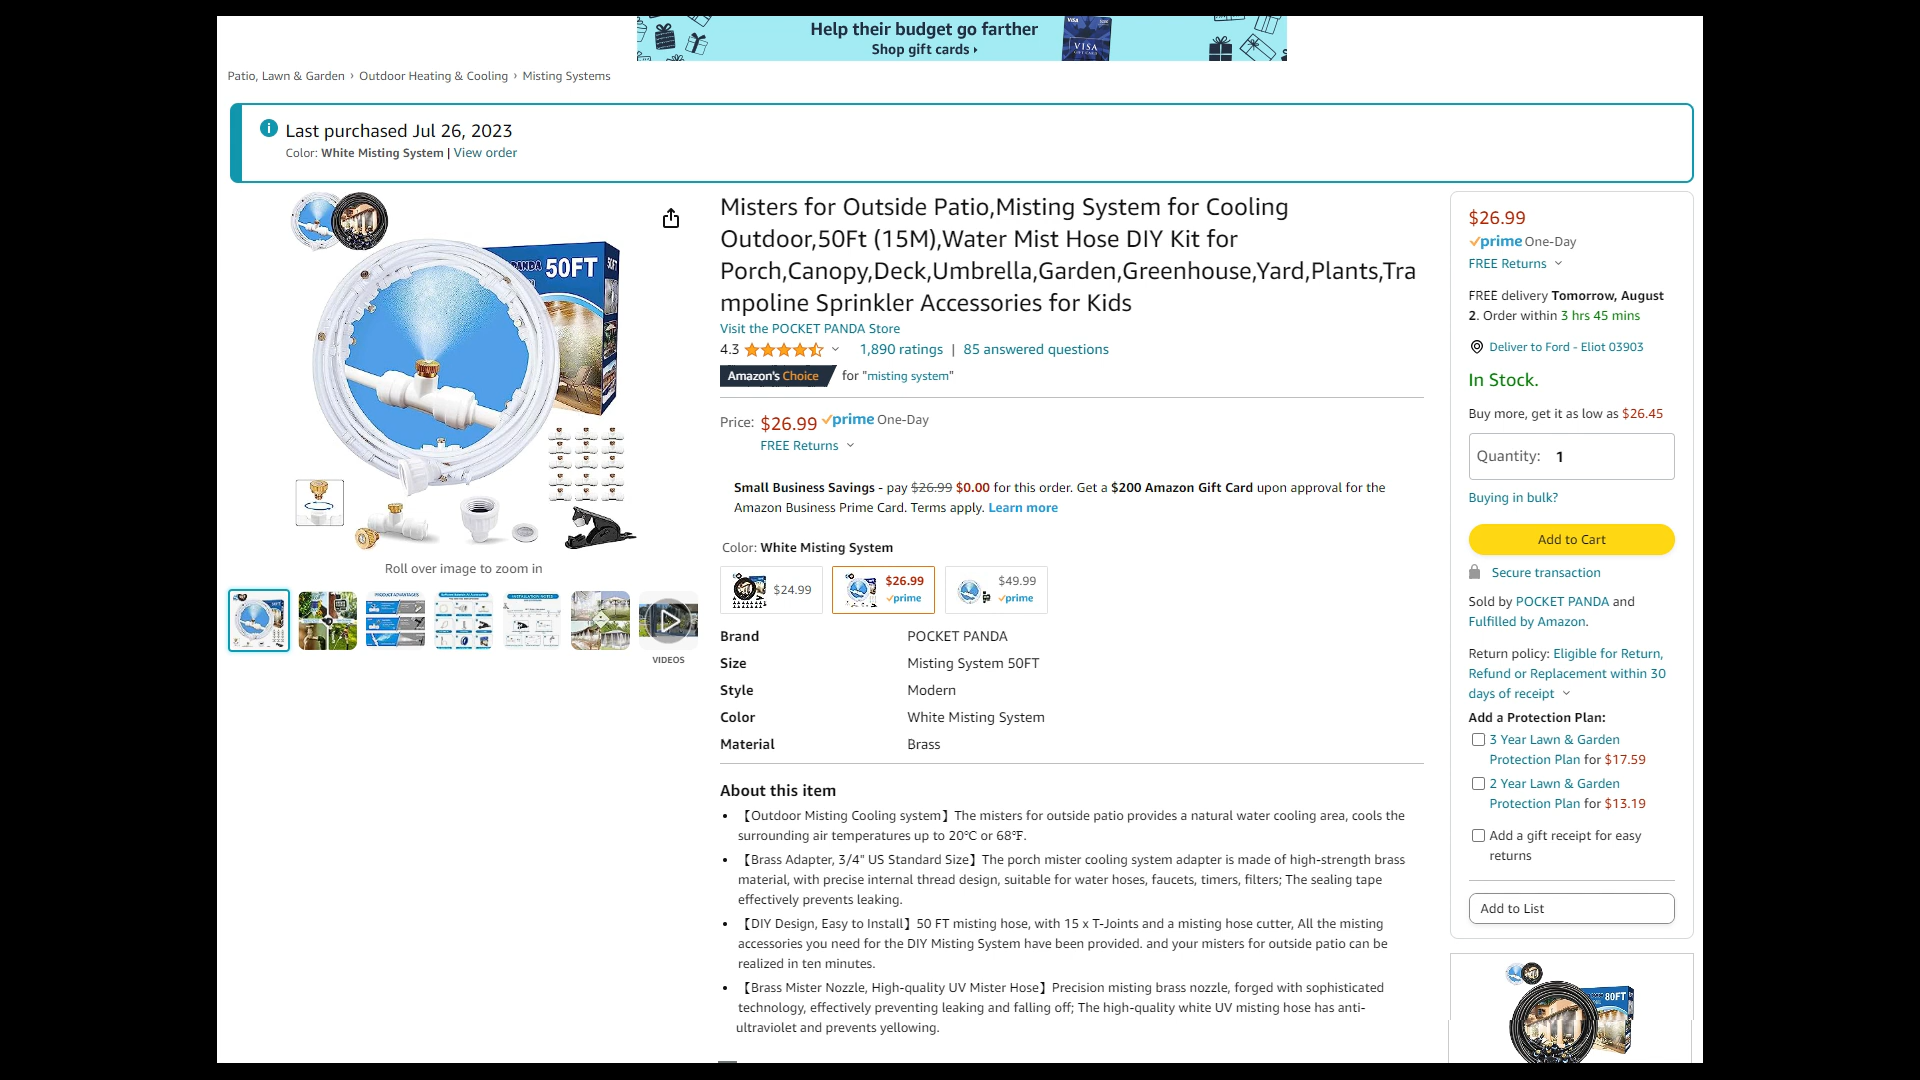 Help their budget go farther
Shop gift cards ›
VISA
VISA
Patio, Lawn & Garden › Outdoor Heating & Cooling › Misting Systems
Last purchased Jul 26, 2023
Color: White Misting System | View order
PANDA 50FT
50FT
Roll over image to zoom in
PRODUCT ADVANTAGES
INSTALLATION NOTES
VIDEOS
Misters for Outside Patio,Misting System for Cooling
Outdoor,50Ft (15M),Water Mist Hose DIY Kit for
Porch,Canopy,Deck,Umbrella,Garden,Greenhouse,Yard,Plants,Tra
mpoline Sprinkler Accessories for Kids
Visit the POCKET PANDA Store
4.3 1,890 ratings | 85 answered questions
Amazon's Choice for "misting system"
Price: $26.99 prime One-Day
FREE Returns
Small Business Savings - pay $26.99 $0.00 for this order. Get a $200 Amazon Gift Card upon approval for the
Amazon Business Prime Card. Terms apply. Learn more
Color: White Misting System
$24.99
$26.99
prime
$49.99
prime
Brand POCKET PANDA
Size Misting System 50FT
Style Modern
Color White Misting System
Material Brass
About this item
• 【Outdoor Misting Cooling system】The misters for outside patio provides a natural water cooling area, cools the
surrounding air temperatures up to 20℃ or 68℉.
• 【Brass Adapter, 3/4" US Standard Size】The porch mister cooling system adapter is made of high-strength brass
material, with precise internal thread design, suitable for water hoses, faucets, timers, filters; The sealing tape
effectively prevents leaking.
• 【DIY Design, Easy to Install】50 FT misting hose, with 15 x T-Joints and a misting hose cutter, All the misting
accessories you need for the DIY Misting System have been provided. and your misters for outside patio can be
realized in ten minutes.
• 【Brass Mister Nozzle, High-quality UV Mister Hose】Precision misting brass nozzle, forged with sophisticated
technology, effectively preventing leaking and falling off; The high-quality white UV misting hose has anti-
ultraviolet and prevents yellowing.
$26.99
prime One-Day
FREE Returns
FREE delivery Tomorrow, August
2. Order within 3 hrs 45 mins
Deliver to Ford - Eliot 03903
In Stock.
Buy more, get it as low as $26.45
Quantity: 1
Buying in bulk?
Add to Cart
Secure transaction
Sold by POCKET PANDA and
Fulfilled by Amazon.
Return policy: Eligible for Return,
Refund or Replacement within 30
days of receipt
Add a Protection Plan:
3 Year Lawn & Garden
Protection Plan for $17.59
2 Year Lawn & Garden
Protection Plan for $13.19
Add a gift receipt for easy
returns
Add to List
80FT